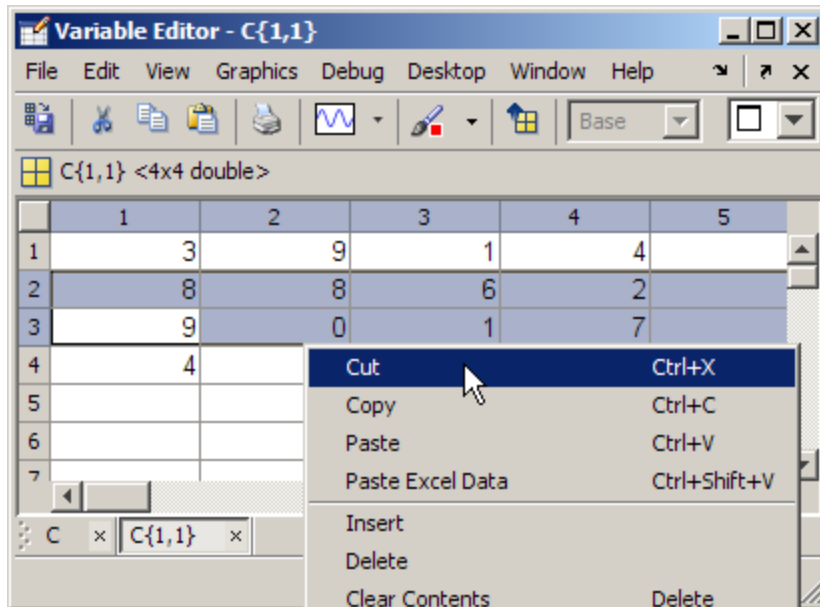 Variable Editor - C{1,1}
File Edit View Graphics Debug Desktop Window Help
Base
C{1,1} <4x4 double>
1 2 3 4 5
1 3 9 1 4
2 8 8 6 2
3 9 0 1 7
4 4
Cut Ctrl+X
5
Copy Ctrl+C
6
Paste Ctrl+V
7
Paste Excel Data Ctrl+Shift+V
C C{1,1}
Insert
Delete
Clear Contents Delete